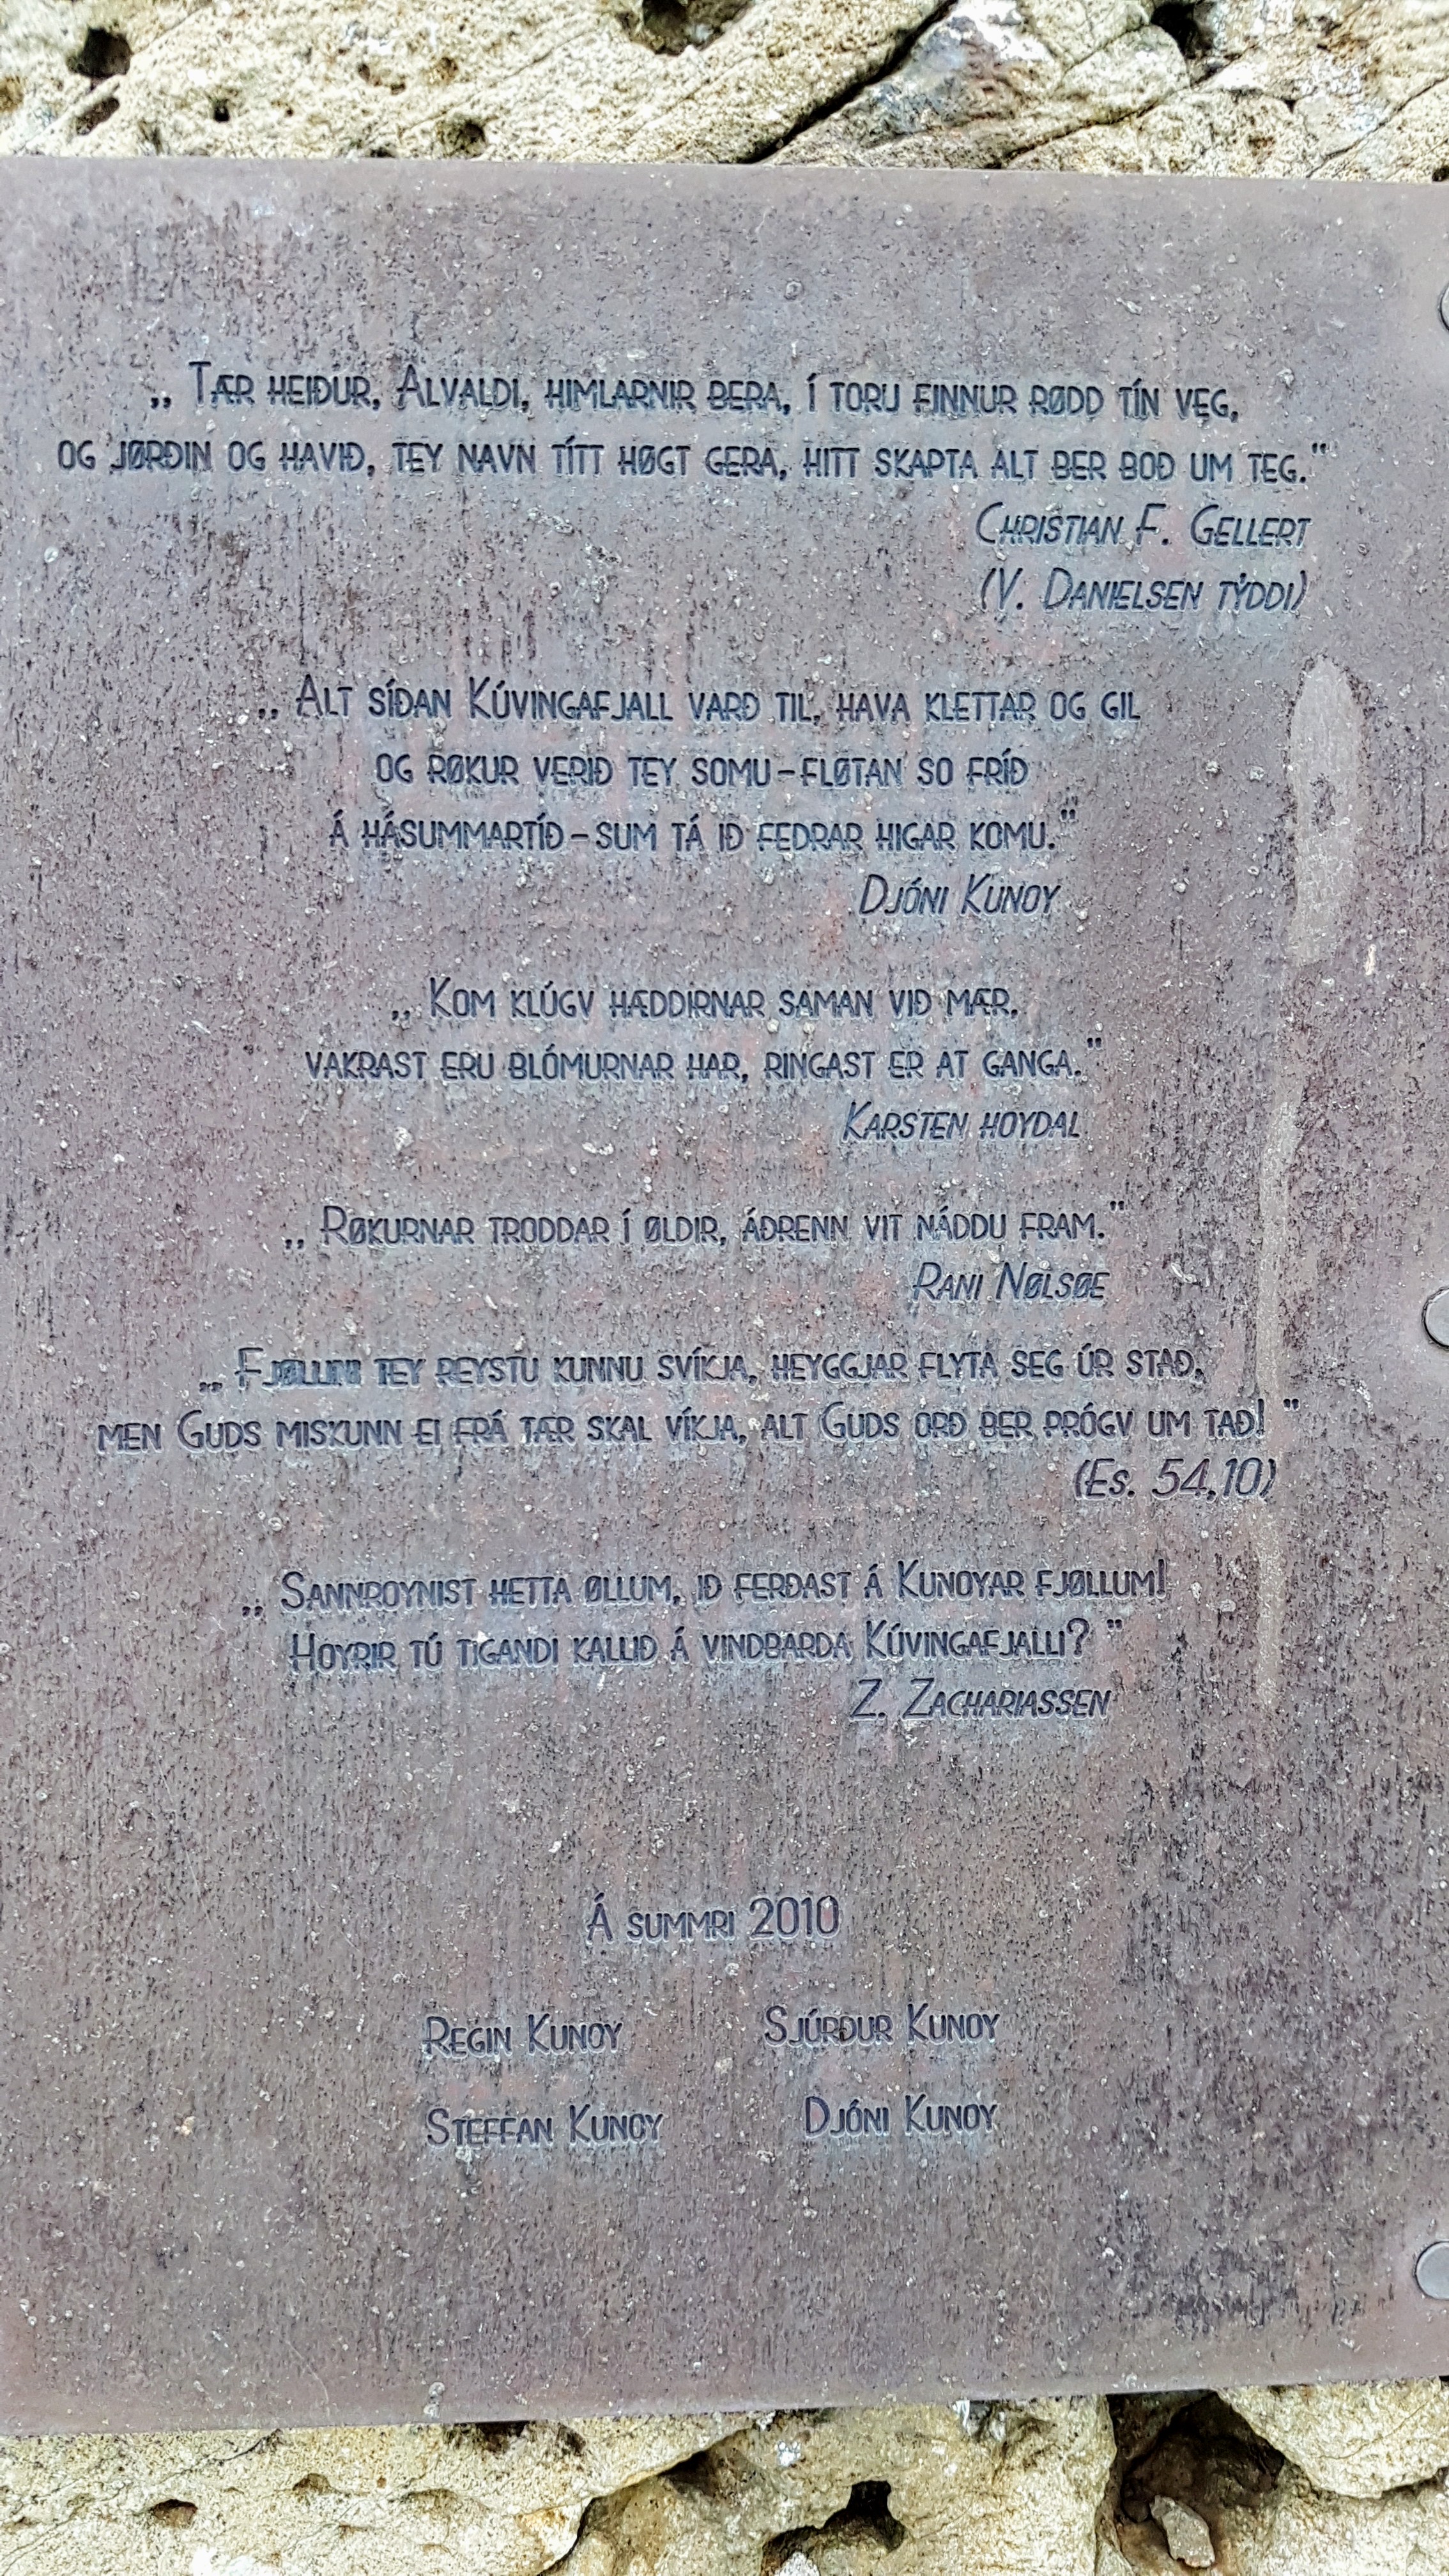 „ Tær heiður, Alvaldi, himlarnir bera, í toru finnur rødd tín veg,
og jørðin og havið, tey navn títt høgt gera, hitt skapta alt ber boð um teg."
Christian F. Gellert
(V. Danielsen týddi)
„ Alt síðan Kúvingafjall varð til, hava klettar og gil
og røkur verið tey somu – fløtan so fríð
á hásummartíð – sum tá ið fedrar higar komu."
Djóni Kunoy
„ Kom klúgv hæddirnar saman við mær,
vakrast eru blómurnar har, ringast er at ganga."
Karsten hoydal
„ Røkurnar troddar í øldir, áðrenn vit náddu fram."
Rani Nølsøe
„ Fjøllini tey reystu kunnu svíkja, heyggjar flyta seg úr stað,
men Guds miskunn ei frá tær skal víkja, alt Guds orð ber prógv um tað! "
(Es. 54,10)
„ Sannroynist hetta øllum, ið ferðast á Kunoyar fjøllum!
Hoyrir tú tigandi kallið á vindbarda Kúvingafjalli? "
Z. Zachariassen
Á summri 2010
Regin Kunoy Sjúrður Kunoy
Steffan Kunoy Djóni Kunoy